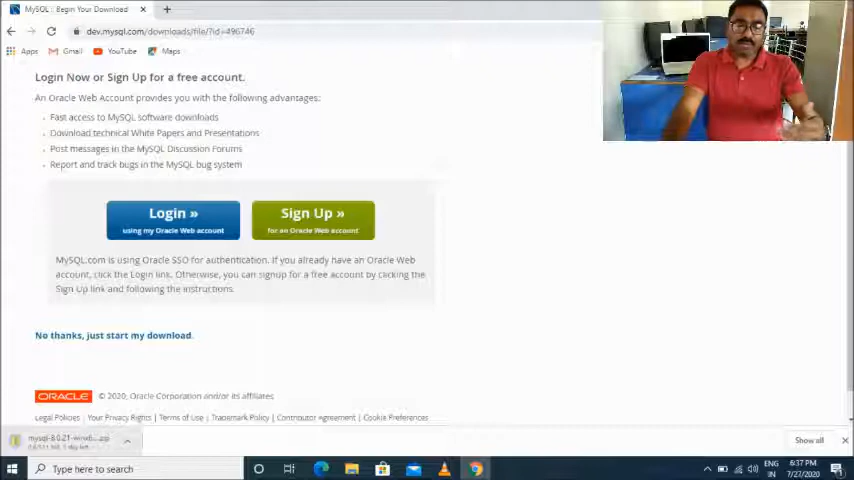 MySQL :: Begin Your Download
dev.mysql.com/downloads/file/?id=496746
Apps Gmail YouTube Maps
Login Now or Sign Up for a free account.
An Oracle Web Account provides you with the following advantages:
Fast access to MySQL software downloads
Download technical White Papers and Presentations
Post messages in the MySQL Discussion Forums
Report and track bugs in the MySQL bug system
Login »
using my Oracle Web account
Sign Up »
for an Oracle Web account
MySQL.com is using Oracle SSO for authentication. If you already have an Oracle Web
account, click the Login link. Otherwise, you can signup for a free account by clicking the
Sign Up link and following the instructions.
No thanks, just start my download.
ORACLE © 2020, Oracle Corporation and/or its affiliates
Legal Policies | Your Privacy Rights | Terms of Use | Trademark Policy | Contributor Agreement | Cookie Preferences
mysql-8.0.21-winx6....zip
Show all
Type here to search
ENG
IN
6:37 PM
7/27/2020